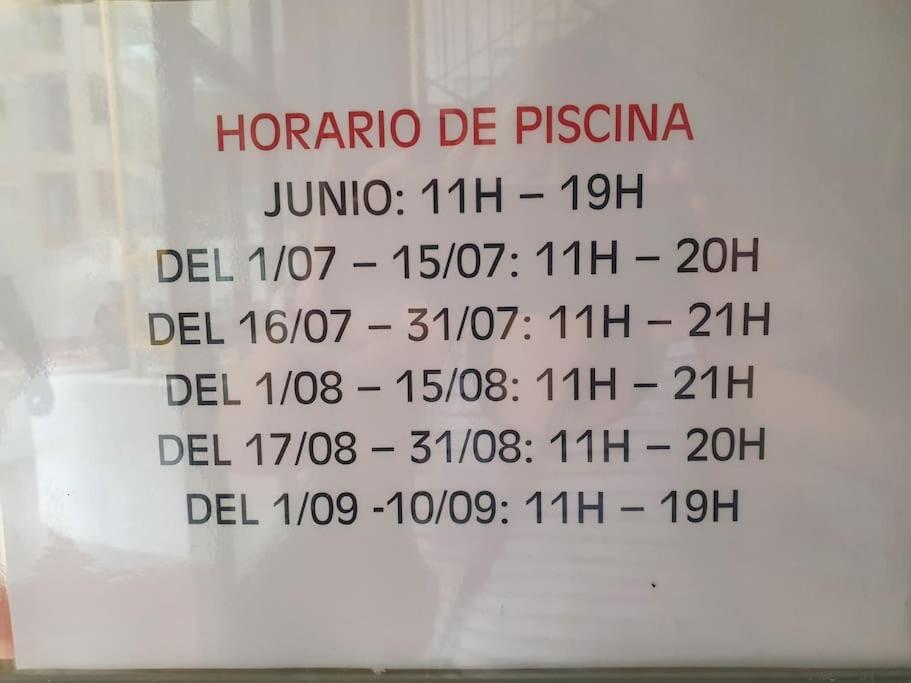 HORARIO DE PISCINA
JUNIO: 11H – 19H
DEL 1/07 – 15/07: 11H – 20H
DEL 16/07 – 31/07: 11H – 21H
DEL 1/08 – 15/08: 11H – 21H
DEL 17/08 – 31/08: 11H – 20H
DEL 1/09 -10/09: 11H – 19H